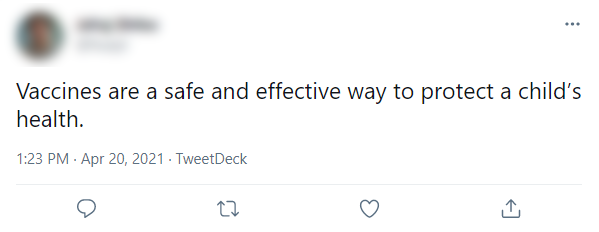 Vaccines are a safe and effective way to protect a child’s
health.
1:23 PM · Apr 20, 2021 · TweetDeck